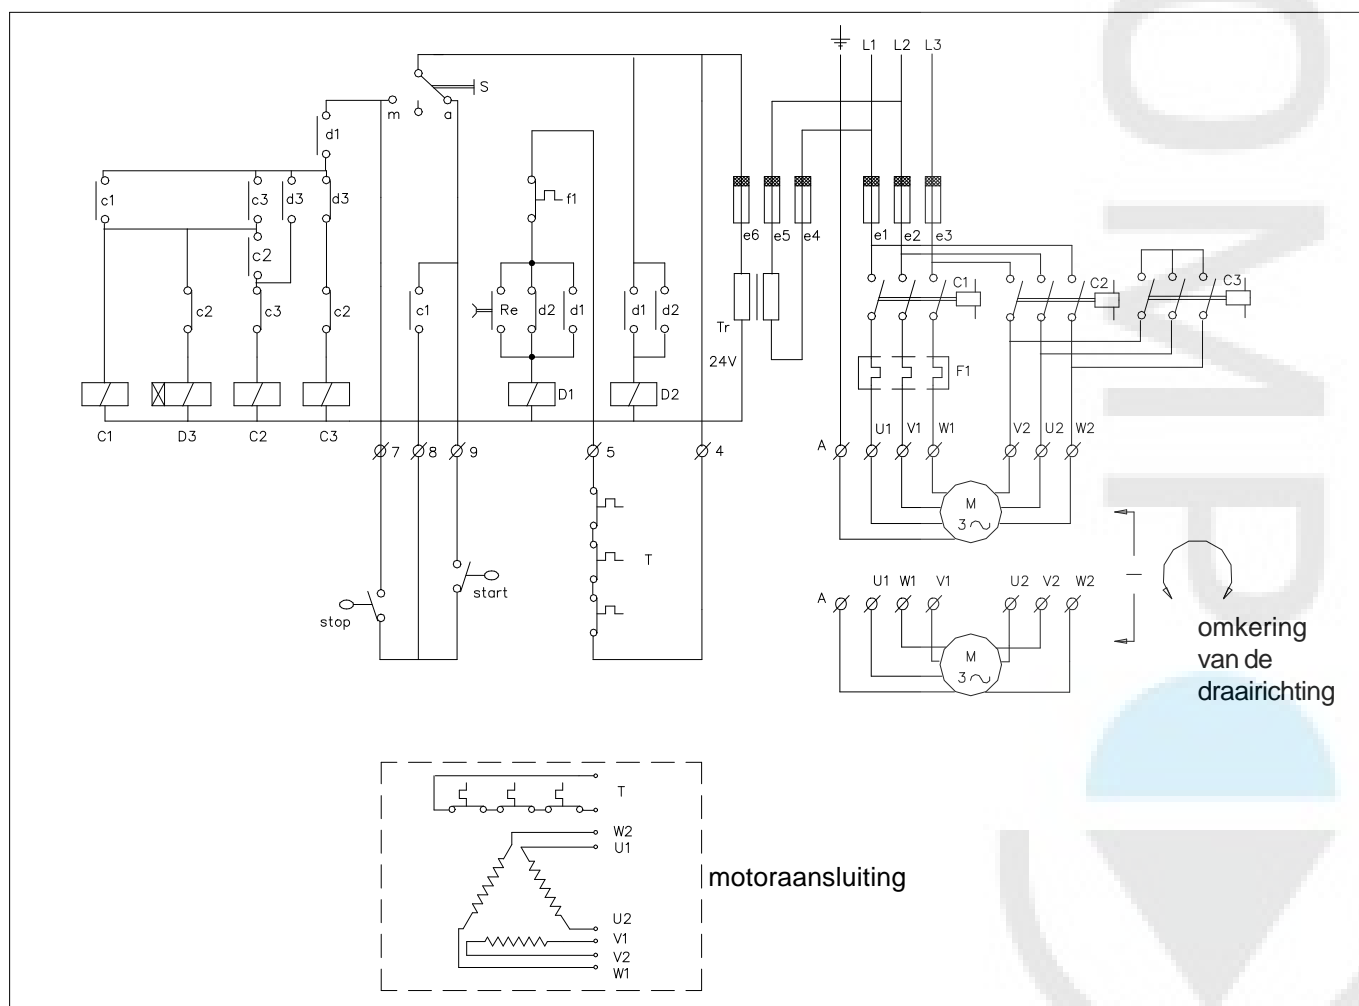 L1 L2 L3
S
m a
d1
c1 c3 d3 d3
f1
e6 e5 e4 e1 e2 e3
c2
C1 C2 C3
c2 c3 c2 c1 Re d2 d1 d1 d2
Tr
24V
F1
D1 D2
C1 D3 C2 C3
7 8 9 5 4
A U1 V1 W1 V2 U2 W2
M
3
T
start
stop
A U1 W1 V1 U2 V2 W2
M
3
omkering
van de
draairichting
T
W2
U1
motoraansluiting
U2
V1
V2
W1
OMIP